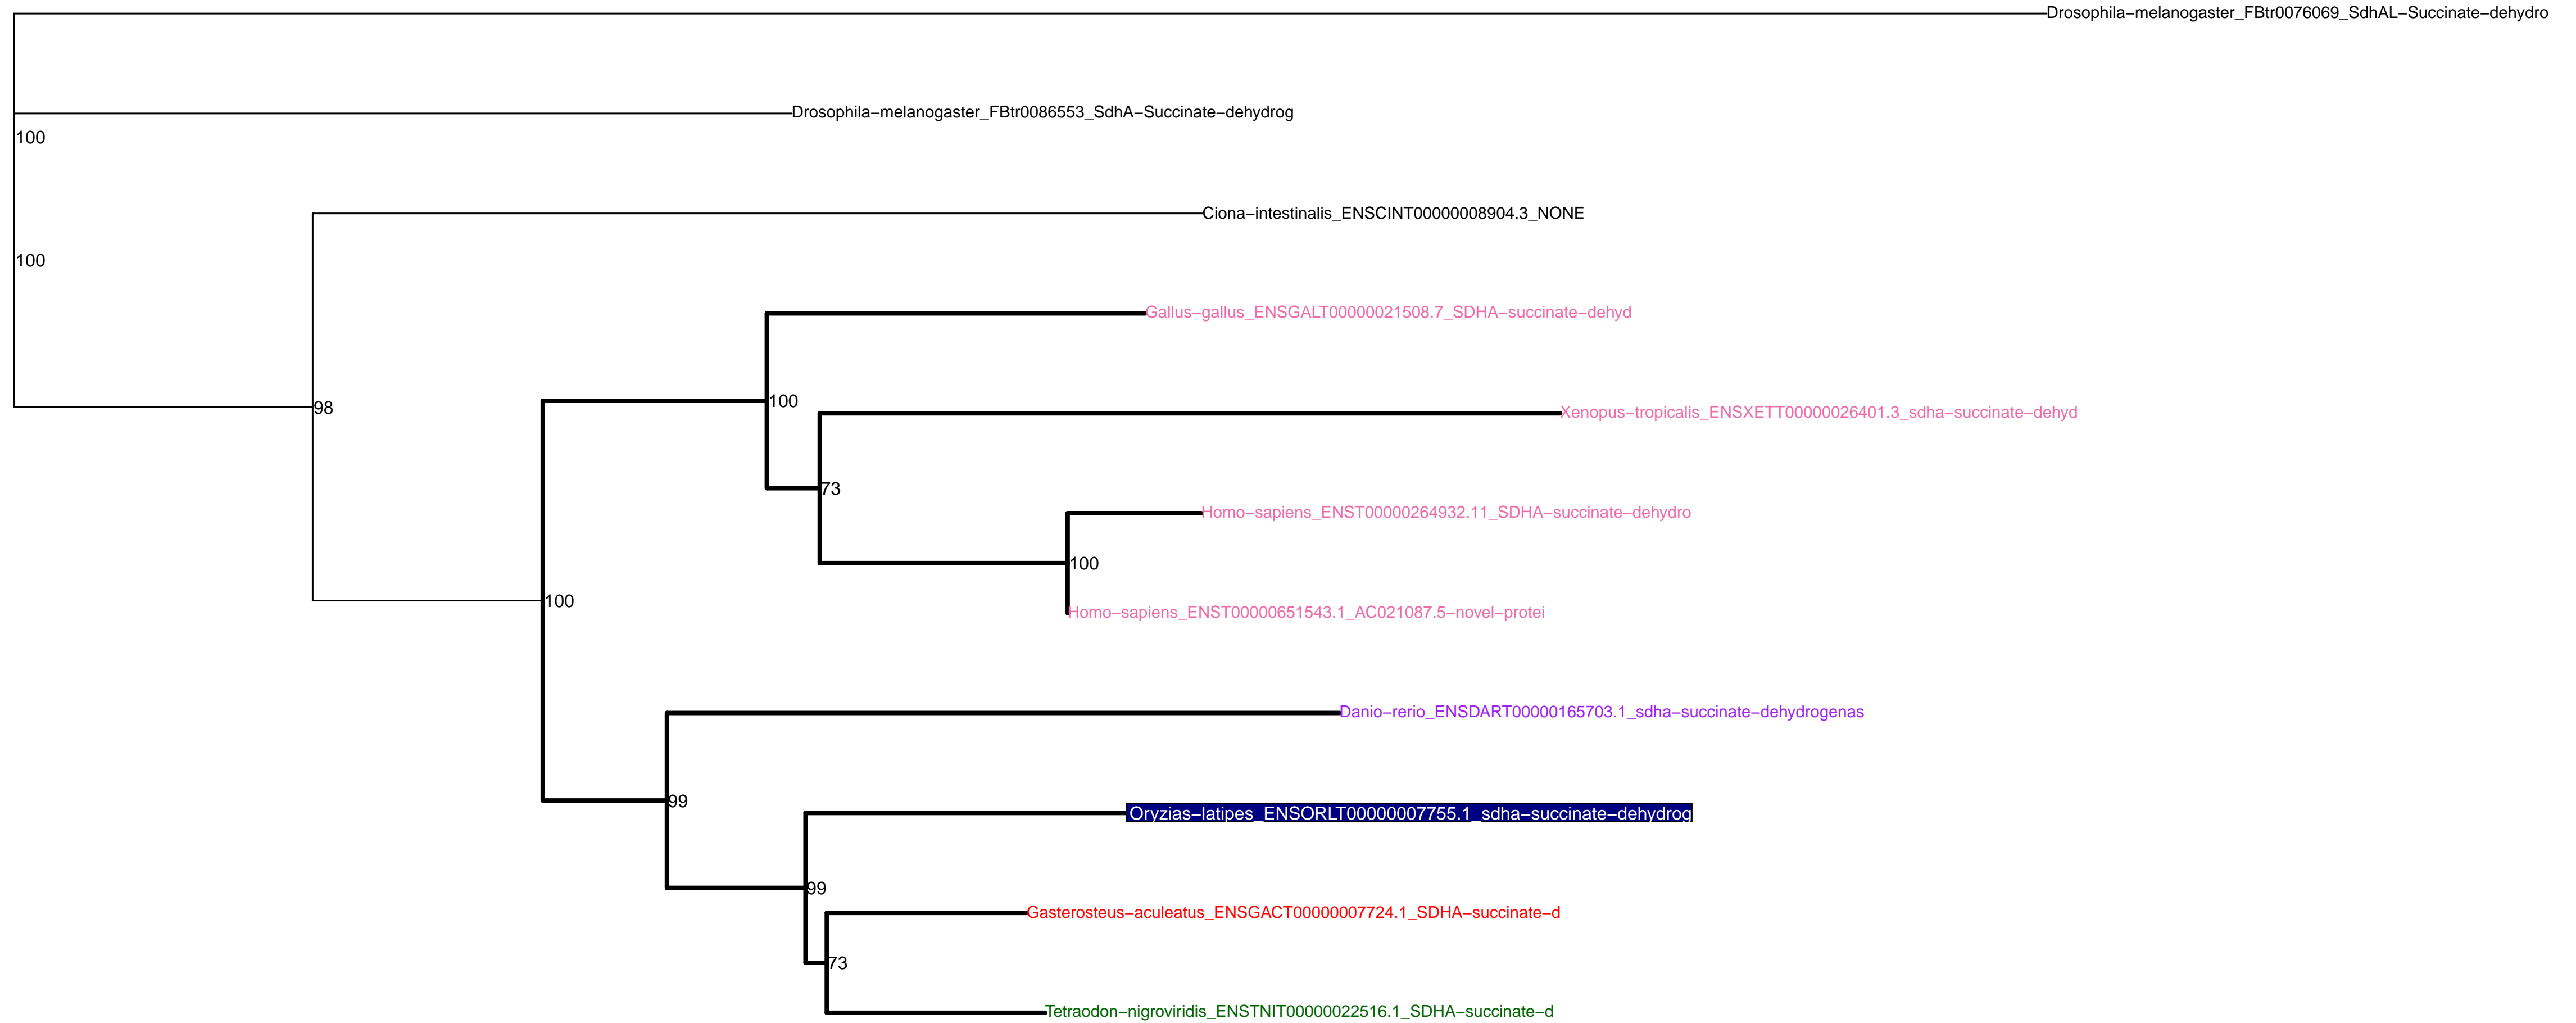 Drosophila−melanogaster_FBtr0076069_SdhAL−Succinate−dehydro
Drosophila−melanogaster_FBtr0086553_SdhA−Succinate−dehydrog
100
Ciona−intestinalis_ENSCINT00000008904.3_NONE
100
Gallus−gallus_ENSGALT00000021508.7_SDHA−succinate−dehyd
100
98
Xenopus−tropicalis_ENSXETT00000026401.3_sdha−succinate−dehyd
73
Homo−sapiens_ENST00000264932.11_SDHA−succinate−dehydro
100
100
Homo−sapiens_ENST00000651543.1_AC021087.5−novel−protei
Danio−rerio_ENSDART00000165703.1_sdha−succinate−dehydrogenas
99
Oryzias−latipes_ENSORLT00000007755.1_sdha−succinate−dehydrog
99
Gasterosteus−aculeatus_ENSGACT00000007724.1_SDHA−succinate−d
73
Tetraodon−nigroviridis_ENSTNIT00000022516.1_SDHA−succinate−d